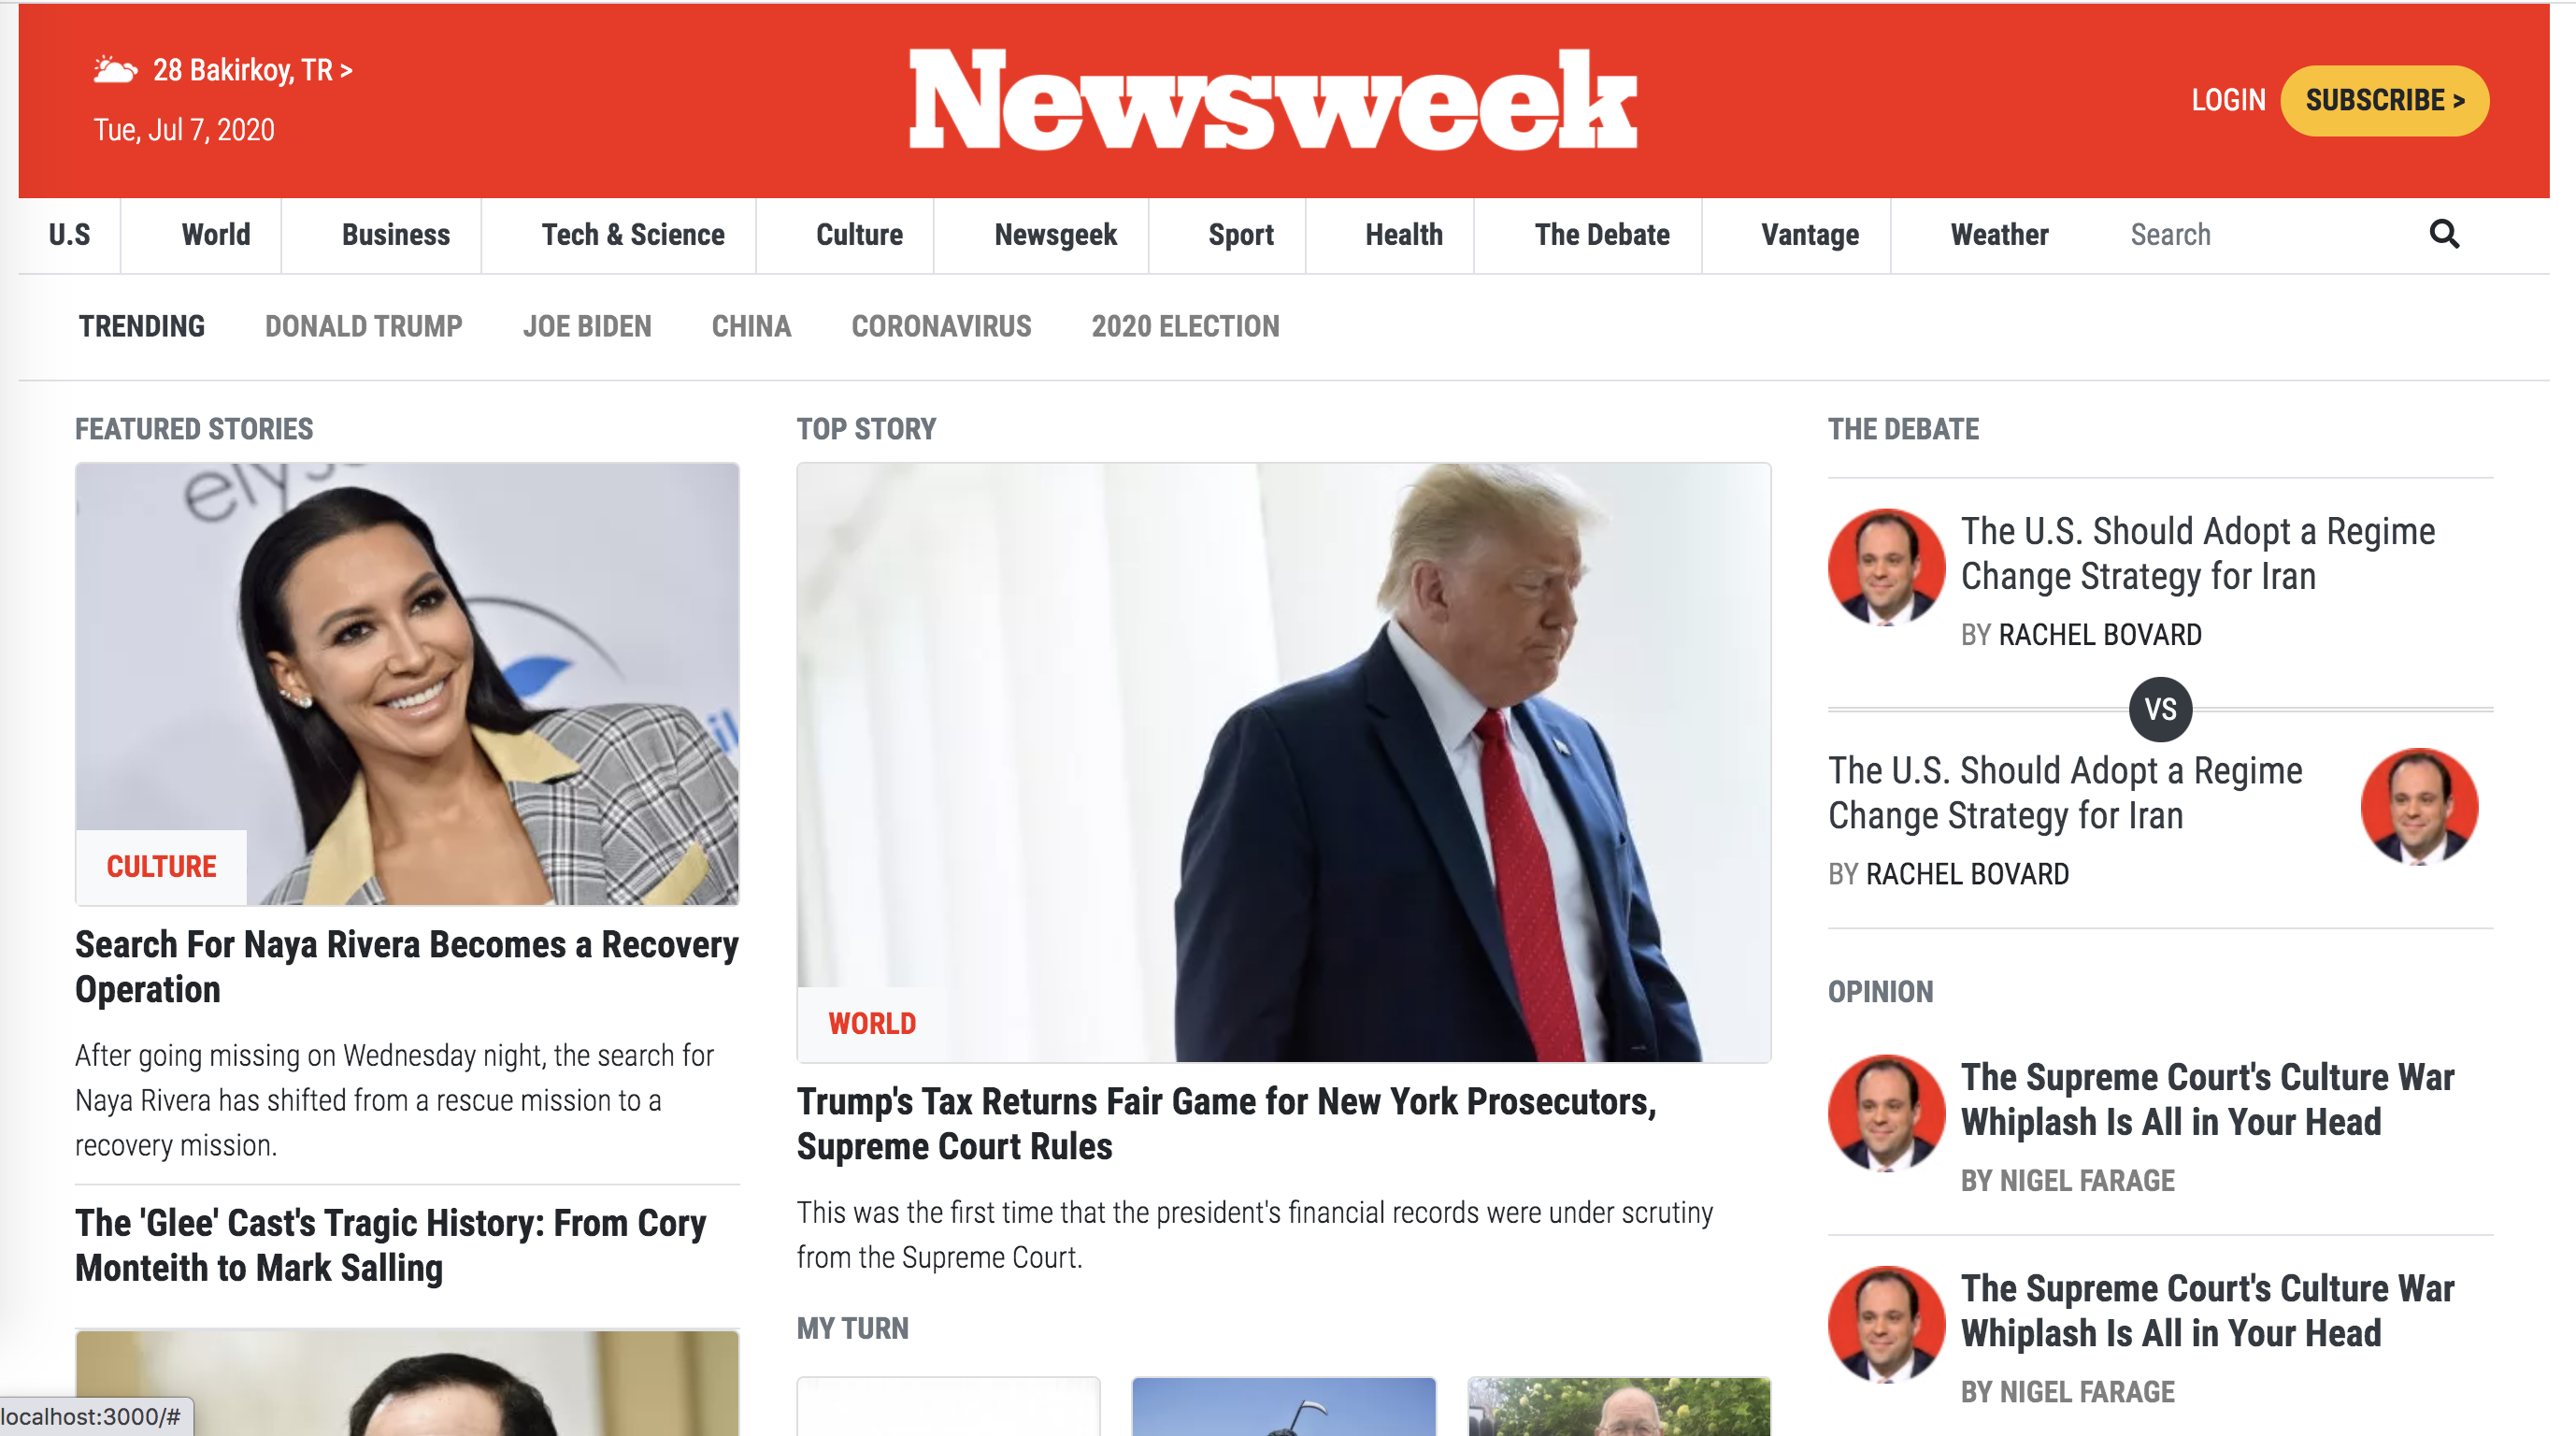 28 Bakirkoy, TR >
Tue, Jul 7, 2020
Newsweek
LOGIN
SUBSCRIBE >
U.S
World
Business
Tech & Science
Culture
Newsgeek
Sport
Health
The Debate
Vantage
Weather
Search
TRENDING
DONALD TRUMP
JOE BIDEN
CHINA
CORONAVIRUS
2020 ELECTION
FEATURED STORIES
CULTURE
Search For Naya Rivera Becomes a Recovery
Operation
After going missing on Wednesday night, the search for
Naya Rivera has shifted from a rescue mission to a
recovery mission.
The 'Glee' Cast's Tragic History: From Cory
Monteith to Mark Salling
localhost:3000/#
TOP STORY
WORLD
Trump's Tax Returns Fair Game for New York Prosecutors,
Supreme Court Rules
This was the first time that the president's financial records were under scrutiny
from the Supreme Court.
MY TURN
THE DEBATE
The U.S. Should Adopt a Regime
Change Strategy for Iran
BY RACHEL BOVARD
VS
The U.S. Should Adopt a Regime
Change Strategy for Iran
BY RACHEL BOVARD
OPINION
The Supreme Court's Culture War
Whiplash Is All in Your Head
BY NIGEL FARAGE
The Supreme Court's Culture War
Whiplash Is All in Your Head
BY NIGEL FARAGE